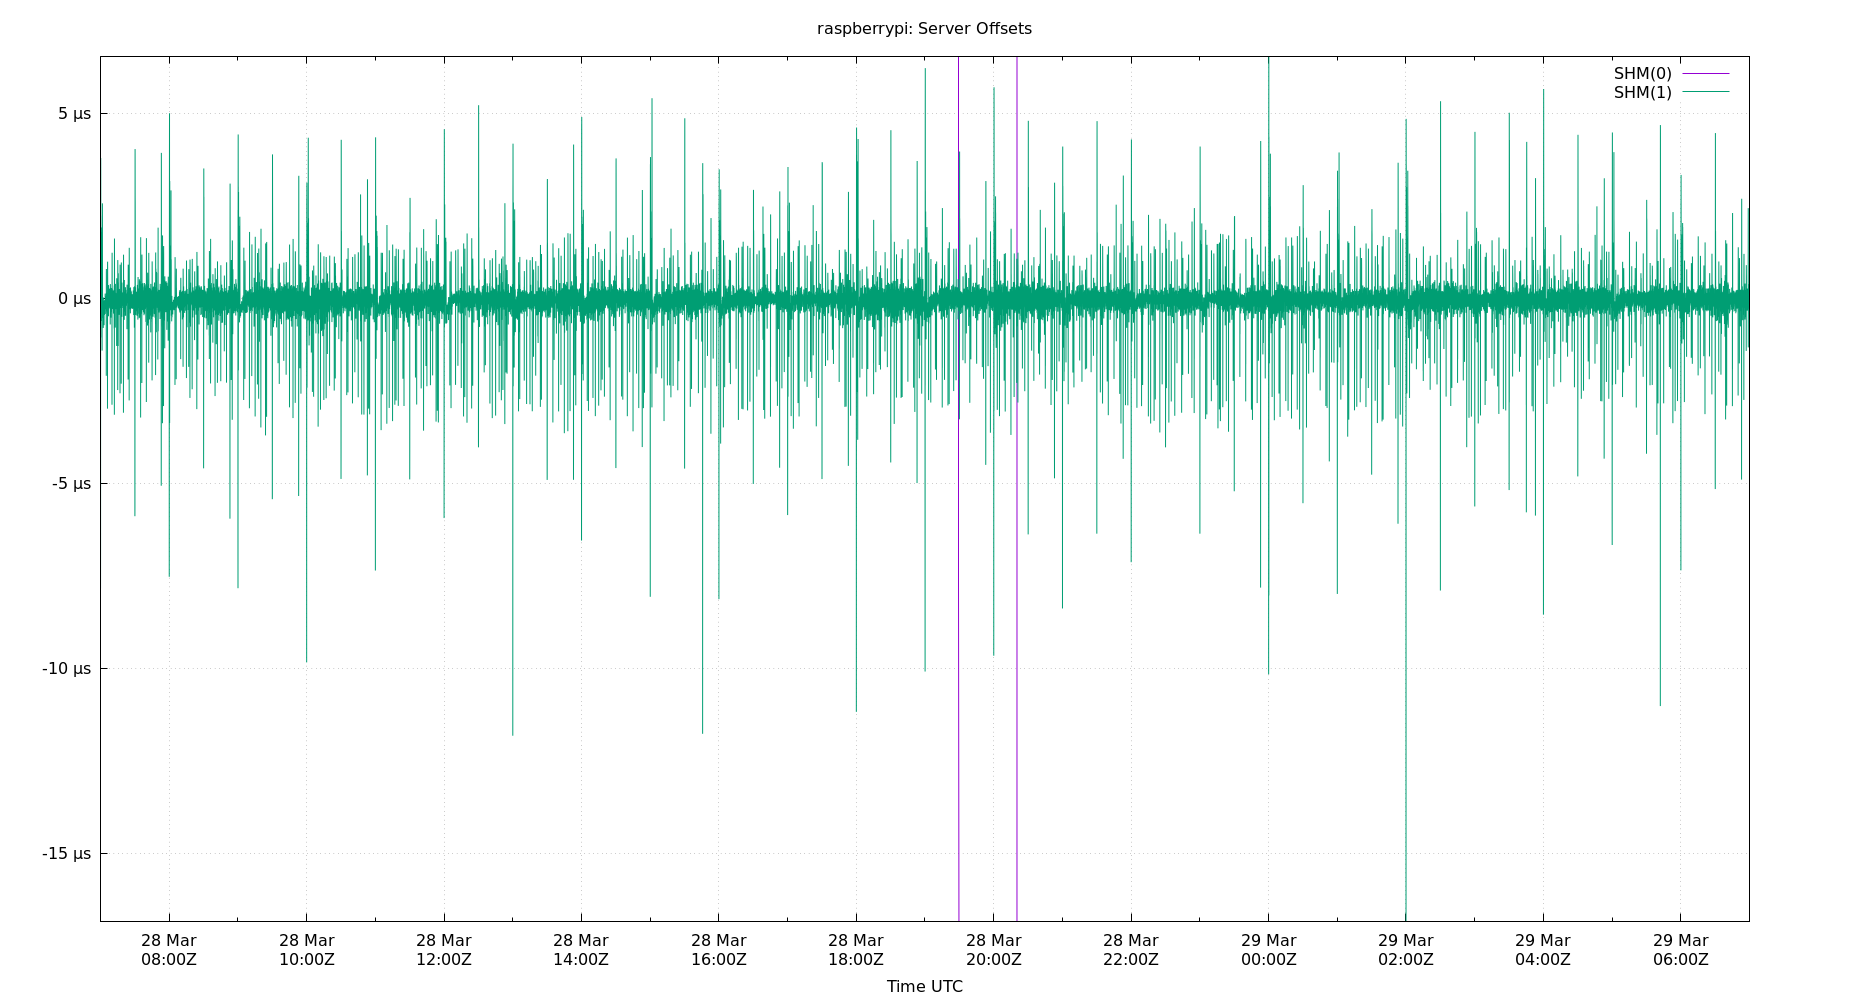 raspberrypi: Server Offsets
SHM(0)
SHM(1)
5 µs
0 µs
-5 µs
-10 µs
-15 µs
28 Mar 28 Mar 28 Mar 28 Mar 28 Mar 28 Mar 28 Mar 28 Mar 29 Mar 29 Mar 29 Mar 29 Mar
08:00Z 10:00Z 12:00Z 14:00Z 16:00Z 18:00Z 20:00Z 22:00Z 00:00Z 02:00Z 04:00Z 06:00Z
Time UTC